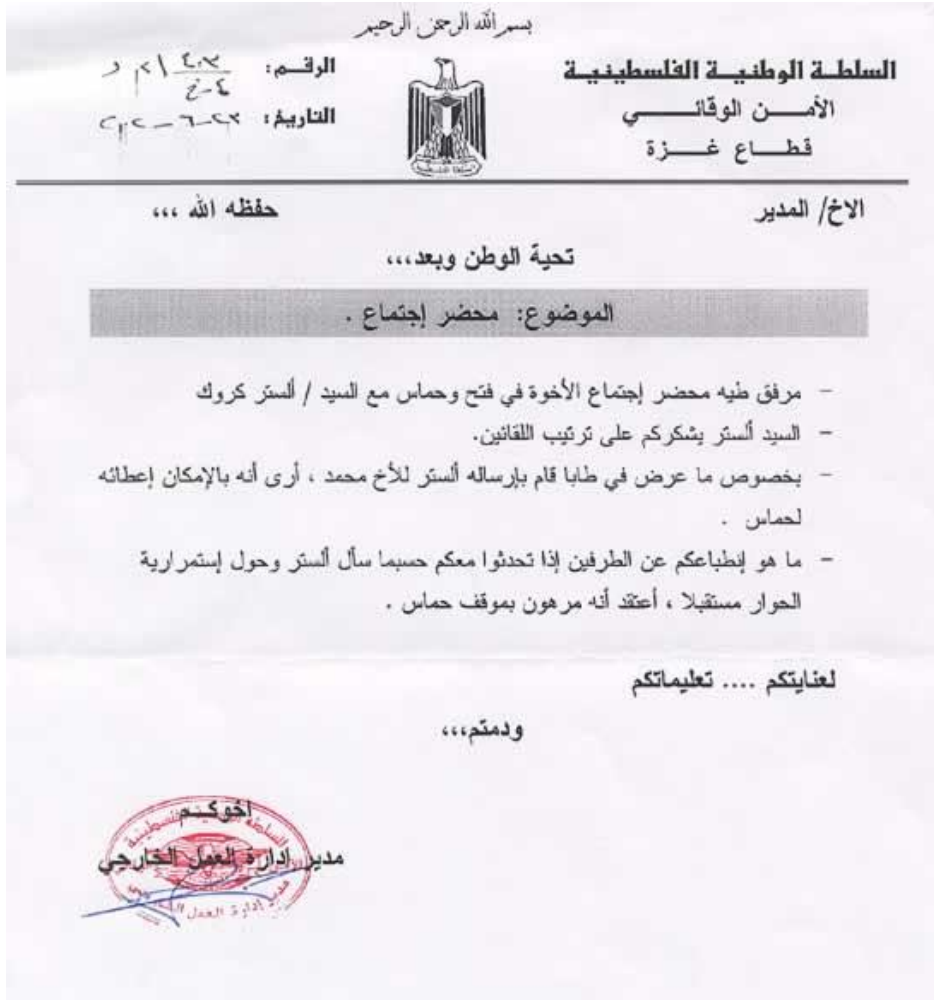 بسم الله الرحمن الرحيم
السلطة الوطنية الفلسطينية
الأمن الوقائي
قطاع غزة
الرقم:
التاريخ: ٢٣-٦-٢٠٠٢
الاخ/ المدير حفظه الله ،،،
تحية الوطن وبعد،،،
الموضوع: محضر إجتماع .
- مرفق طيه محضر إجتماع الأخوة في فتح وحماس مع السيد / ألستر كروك
- السيد ألستر يشكركم على ترتيب اللقائين.
- بخصوص ما عرض في طابا قام بإرساله ألستر للأخ محمد ، أرى أنه بالإمكان إعطائه
لحماس .
- ما هو إنطباعكم عن الطرفين إذا تحدثوا معكم حسبما سأل ألستر وحول إستمرارية
الحوار مستقبلا ، أعتقد أنه مرهون بموقف حماس .
لعنايتكم .... تعليماتكم
ودمتم،،،
أخوكم
مدير إدارة العمل الخارجي